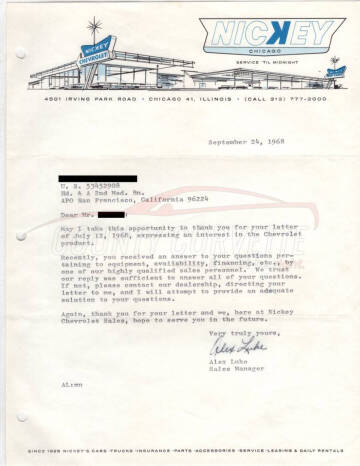 NICKEY
CHICAGO
SERVICE 'TIL MIDNIGHT
NICKEY
CHEVROLET
4501 IRVING PARK ROAD • CHICAGO 41, ILLINOIS • (CALL 312) 777-2000
September 24, 1968
U. S. 53452908
Hd. A A 2nd Med. Bn.
APO San Francisco, California 96224
Dear Mr.
May I take this opportunity to thank you for your letter
of July 12, 1968, expressing an interest in the Chevrolet
product.
Recently, you received an answer to your questions per-
taining to equipment, availability, financing, etc., by
one of our highly qualified sales personnel. We trust
our reply was sufficient to answer all of your questions.
If not, please contact our dealership, directing your
letter to me, and I will attempt to provide an adequate
solution to your questions.
Again, thank you for your letter and we, here at Nickey
Chevrolet Sales, hope to serve you in the future.
Very truly yours,
Alex Luke
Alex Luke
Sales Manager
AL:mn
SINCE 1925 NICKEY'S CARS • TRUCKS • INSURANCE • PARTS • ACCESSORIES • SERVICE • LEASING & DAILY RENTALS